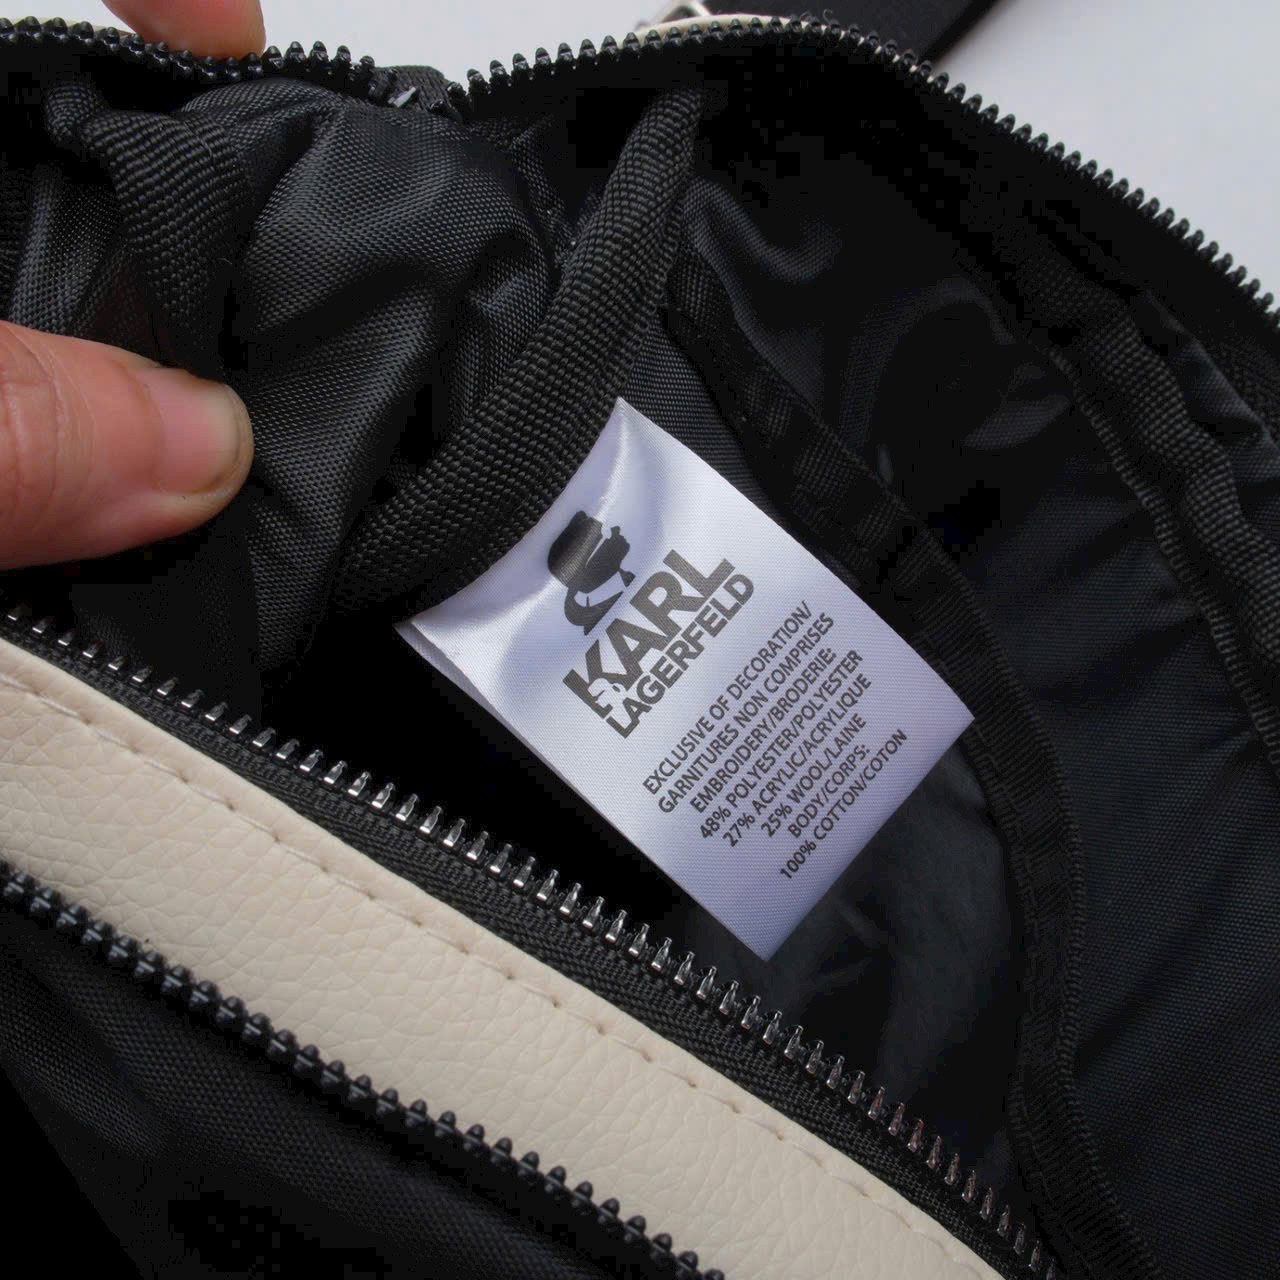 KARL
LAGERFELD
EXCLUSIVE OF DECORATION/
GARNITURES NON COMPRISES
EMBROIDERY/BRODERIE:
48% POLYESTER/POLYESTER
27% ACRYLIC/ACRYLIQUE
25% WOOL/LAINE
BODY/CORPS:
100% COTTON/COTON